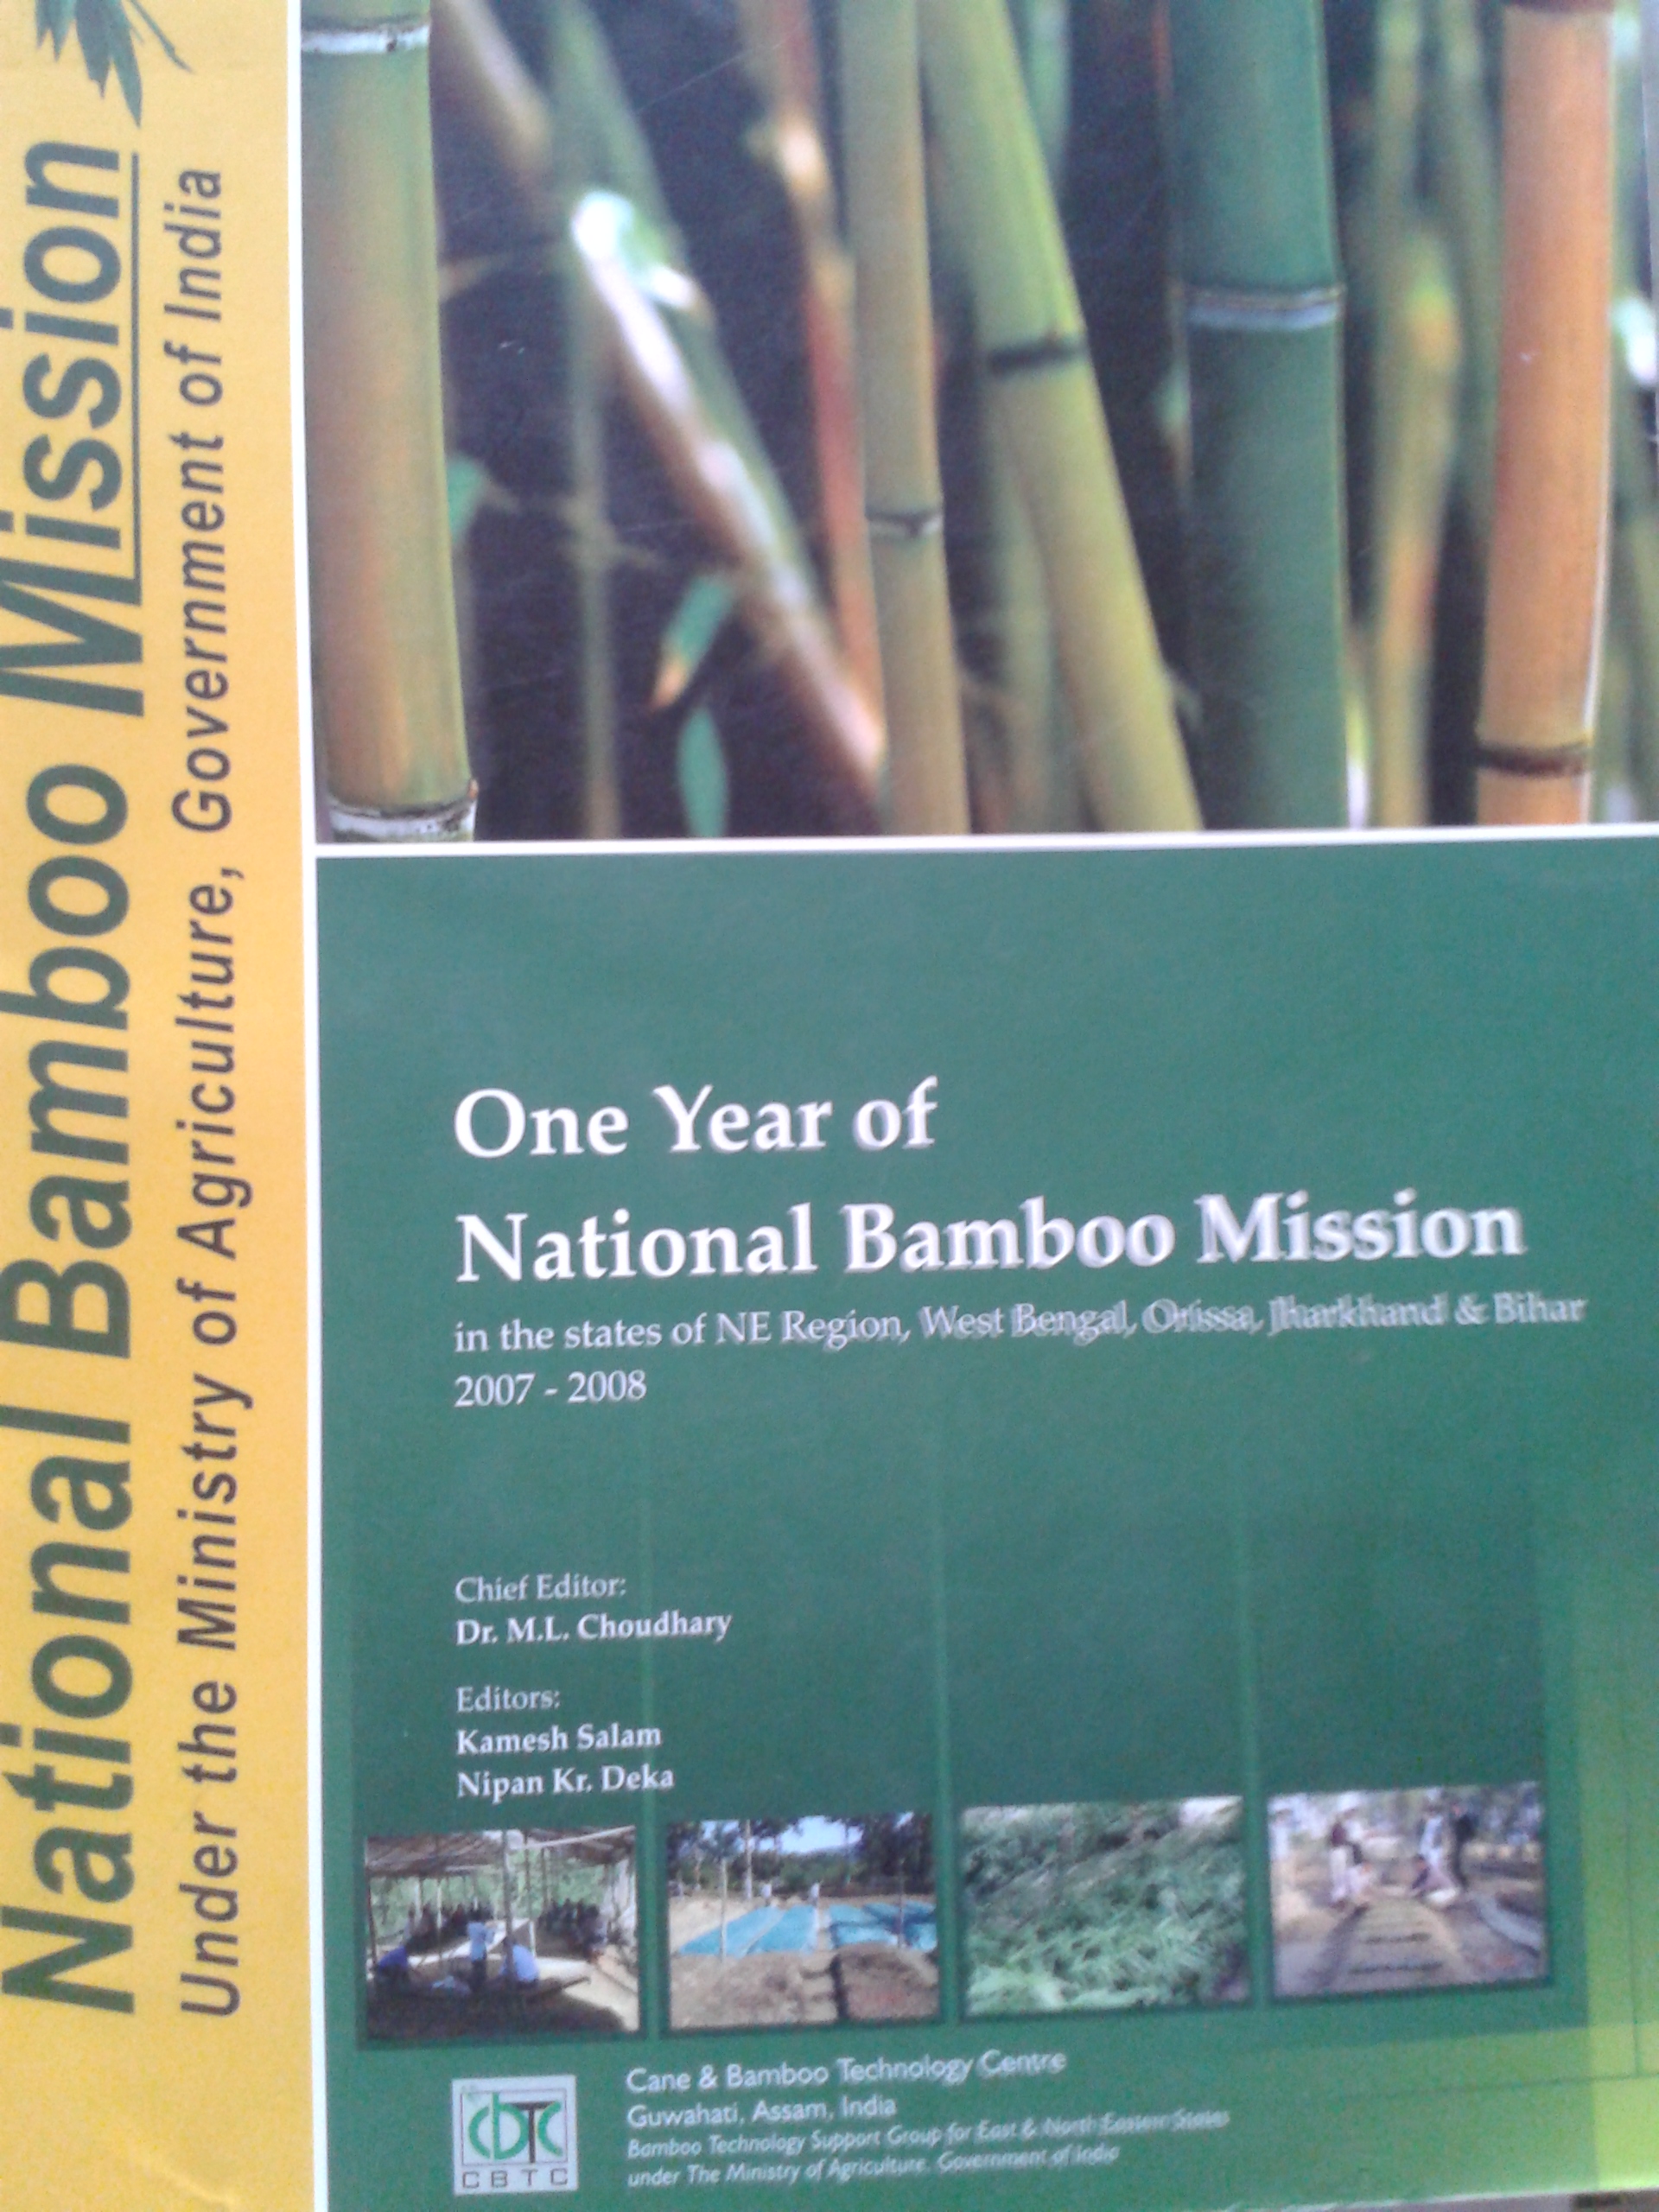 National Bamboo Mission
Under the Ministry of Agriculture, Government of India
One Year of
National Bamboo Mission
in the states of NE Region, West Bengal, Orissa, Jharkhand & Bihar
2007 - 2008
Chief Editor:
Dr. M.L. Choudhary
Editors:
Kamesh Salam
Nipan Kr. Deka
cbtc
CBTC
Cane & Bamboo Technology Centre
Guwahati, Assam, India
Bamboo Technology Support Group for East & North Eastern States
under The Ministry of Agriculture, Government of India